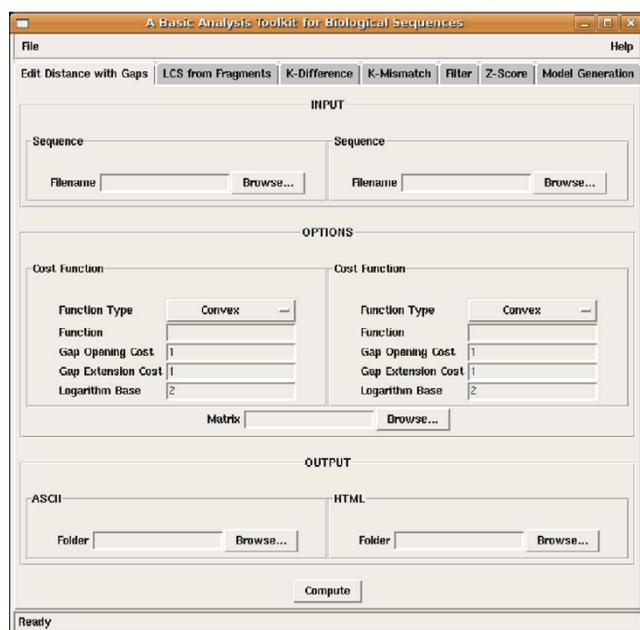 A Basic Analysis Toolkit for Biological Sequences
File Help
Edit Distance with Gaps LCS from Fragments K-Difference K-Mismatch Filter Z-Score Model Generation
INPUT
Sequence Sequence
Filename Browse... Filename Browse...
OPTIONS
Cost Function Cost Function
Function Type Convex Function Type Convex
Function Function
Gap Opening Cost 1 Gap Opening Cost 1
Gap Extension Cost 1 Gap Extension Cost 1
Logarithm Base 2 Logarithm Base 2
Matrix Browse...
OUTPUT
ASCII HTML
Folder Browse... Folder Browse...
Compute
Ready